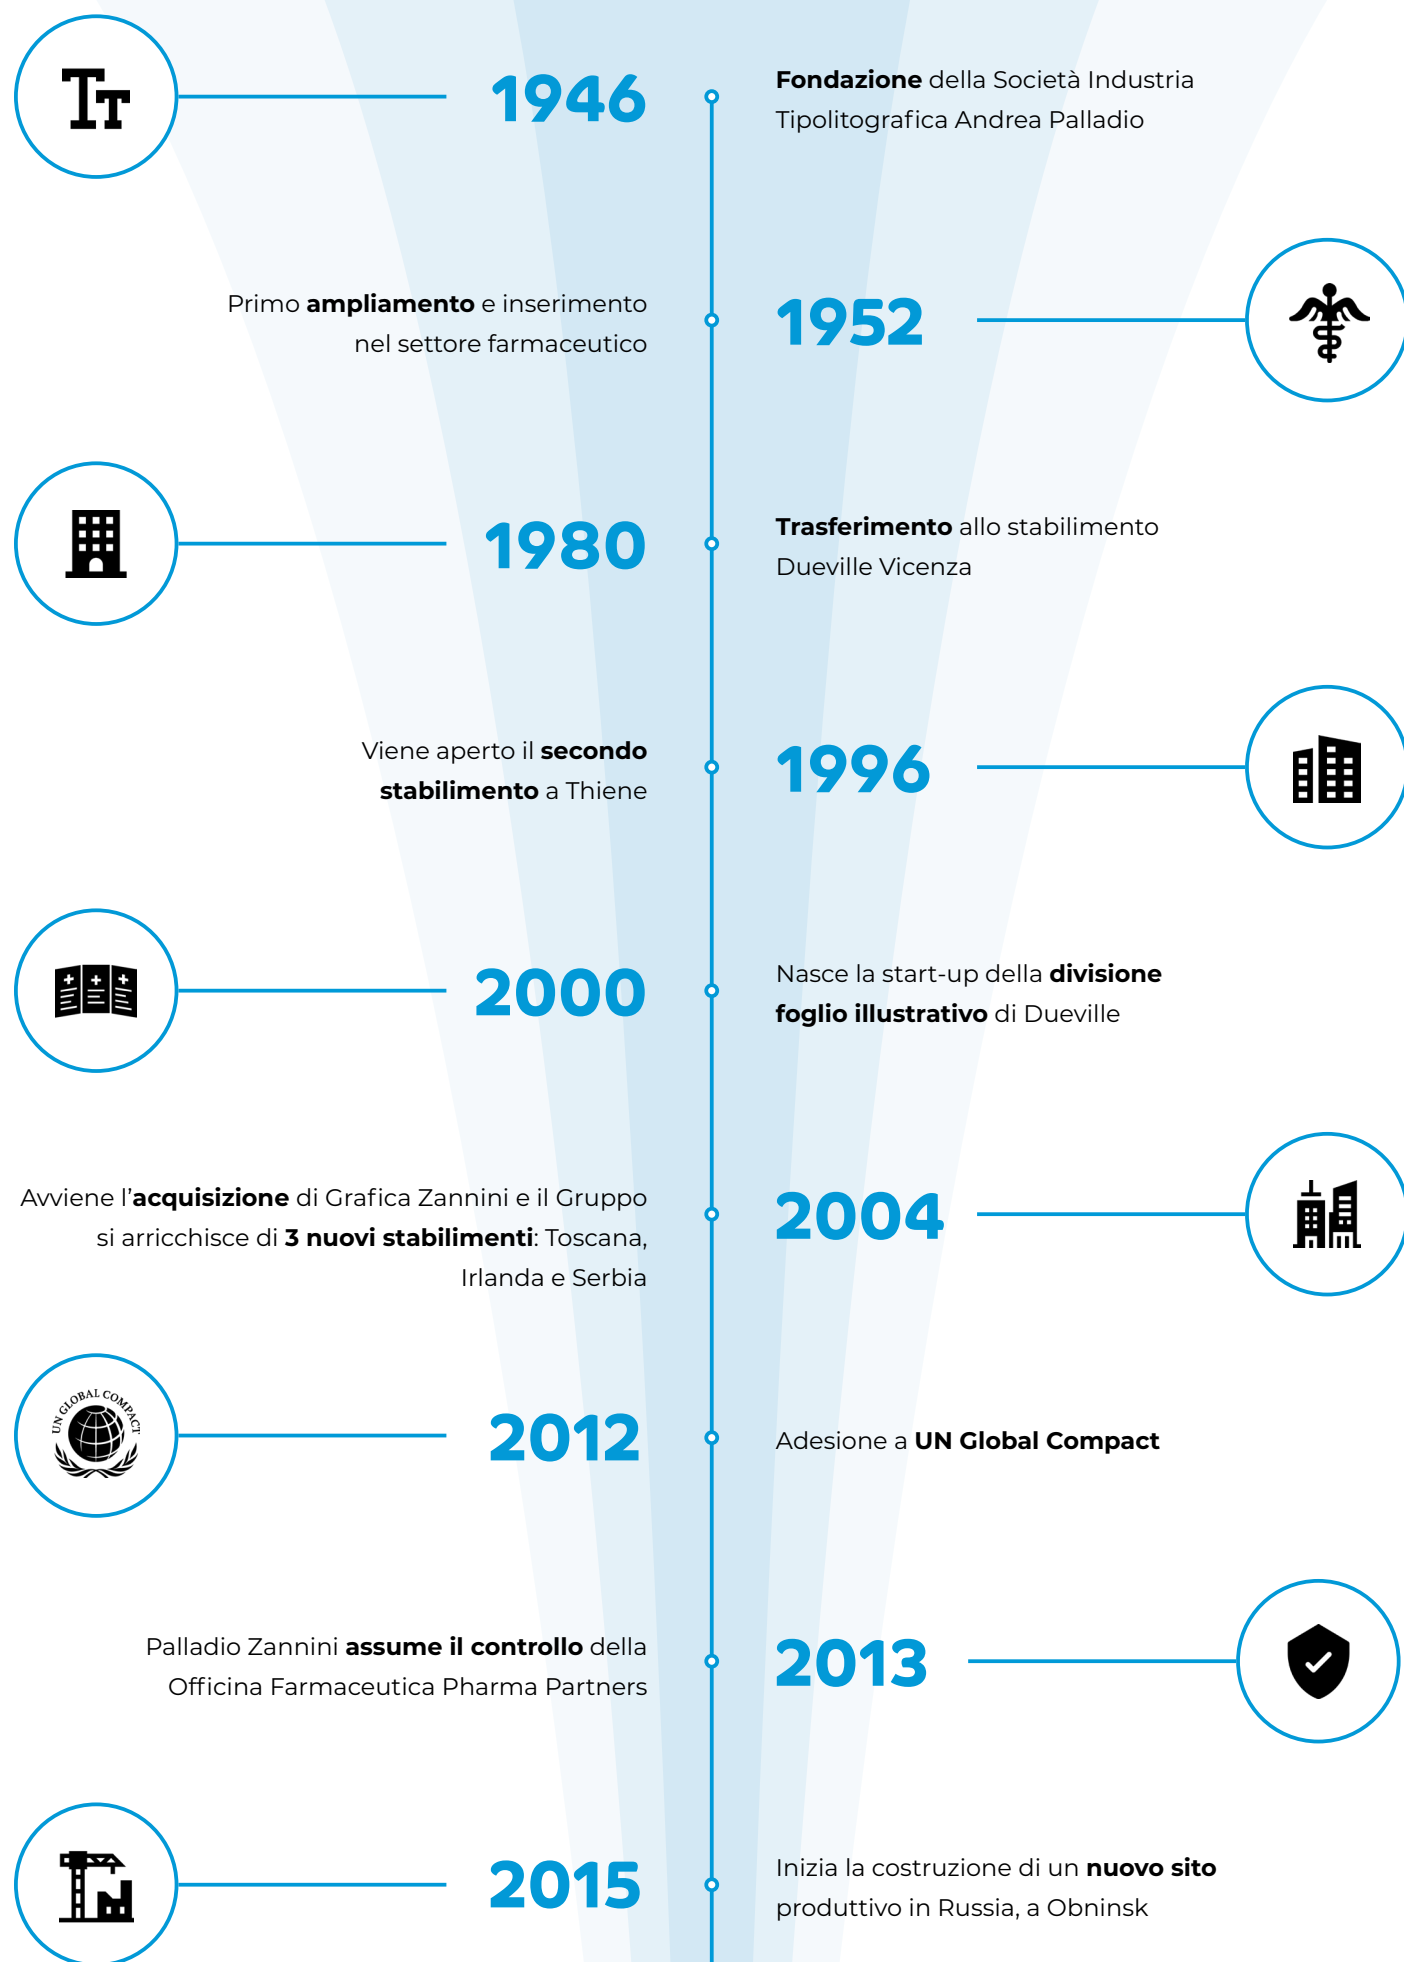 Tt
1946
Fondazione della Società Industria
Tipolitografica Andrea Palladio
Primo ampliamento e inserimento
nel settore farmaceutico
1952
1980
Trasferimento allo stabilimento
Dueville Vicenza
Viene aperto il secondo
stabilimento a Thiene
1996
2000
Nasce la start-up della divisione
foglio illustrativo di Dueville
Avviene l'acquisizione di Grafica Zannini e il Gruppo
si arricchisce di 3 nuovi stabilimenti: Toscana,
Irlanda e Serbia
2004
UN GLOBAL COMPACT
2012
Adesione a UN Global Compact
Palladio Zannini assume il controllo della
Officina Farmaceutica Pharma Partners
2013
2015
Inizia la costruzione di un nuovo sito
produttivo in Russia, a Obninsk